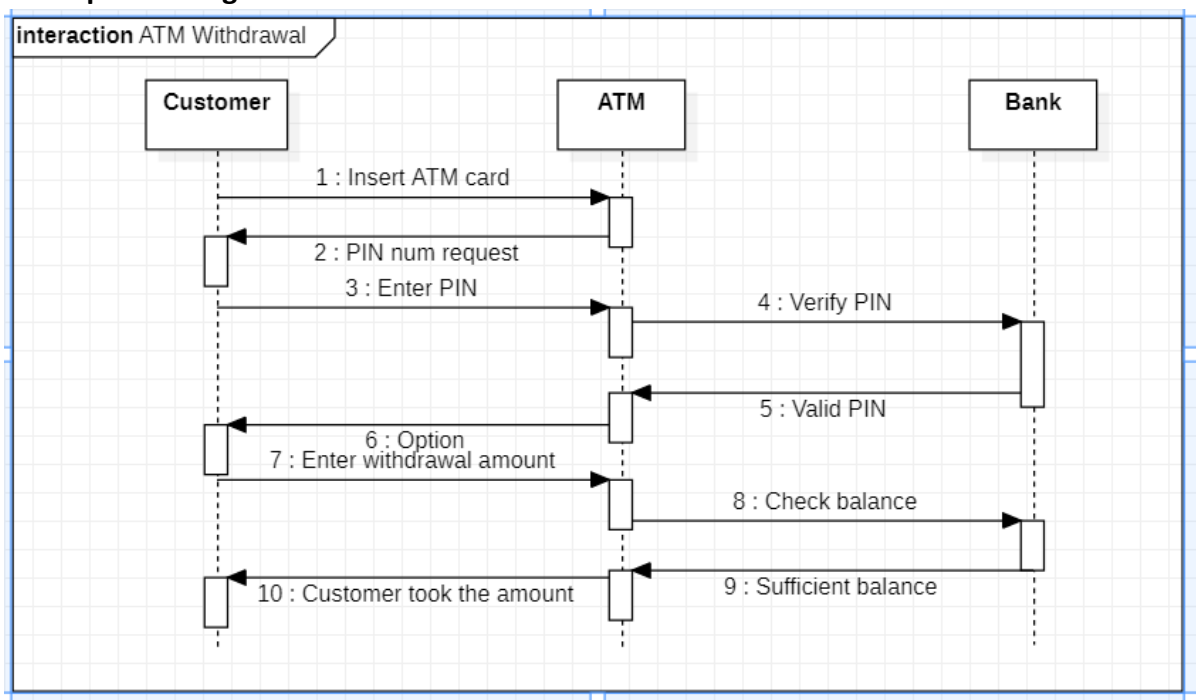 interaction ATM Withdrawal
Customer
ATM
Bank
1 : Insert ATM card
2 : PIN num request
3 : Enter PIN
4 : Verify PIN
5 : Valid PIN
6 : Option
7 : Enter withdrawal amount
8 : Check balance
9 : Sufficient balance
10 : Customer took the amount